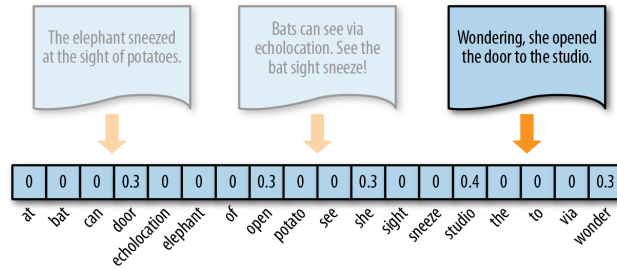 The elephant sneezed
at the sight of potatoes.
Bats can see via
echolocation. See the
bat sight sneeze!
Wondering, she opened
the door to the studio.
0 0 0 0.3 0 0 0 0.3 0 0 0.3 0 0 0.4 0 0 0 0.3
at bat can door echolocation elephant of open potato see she sight sneeze studio the to via wonder